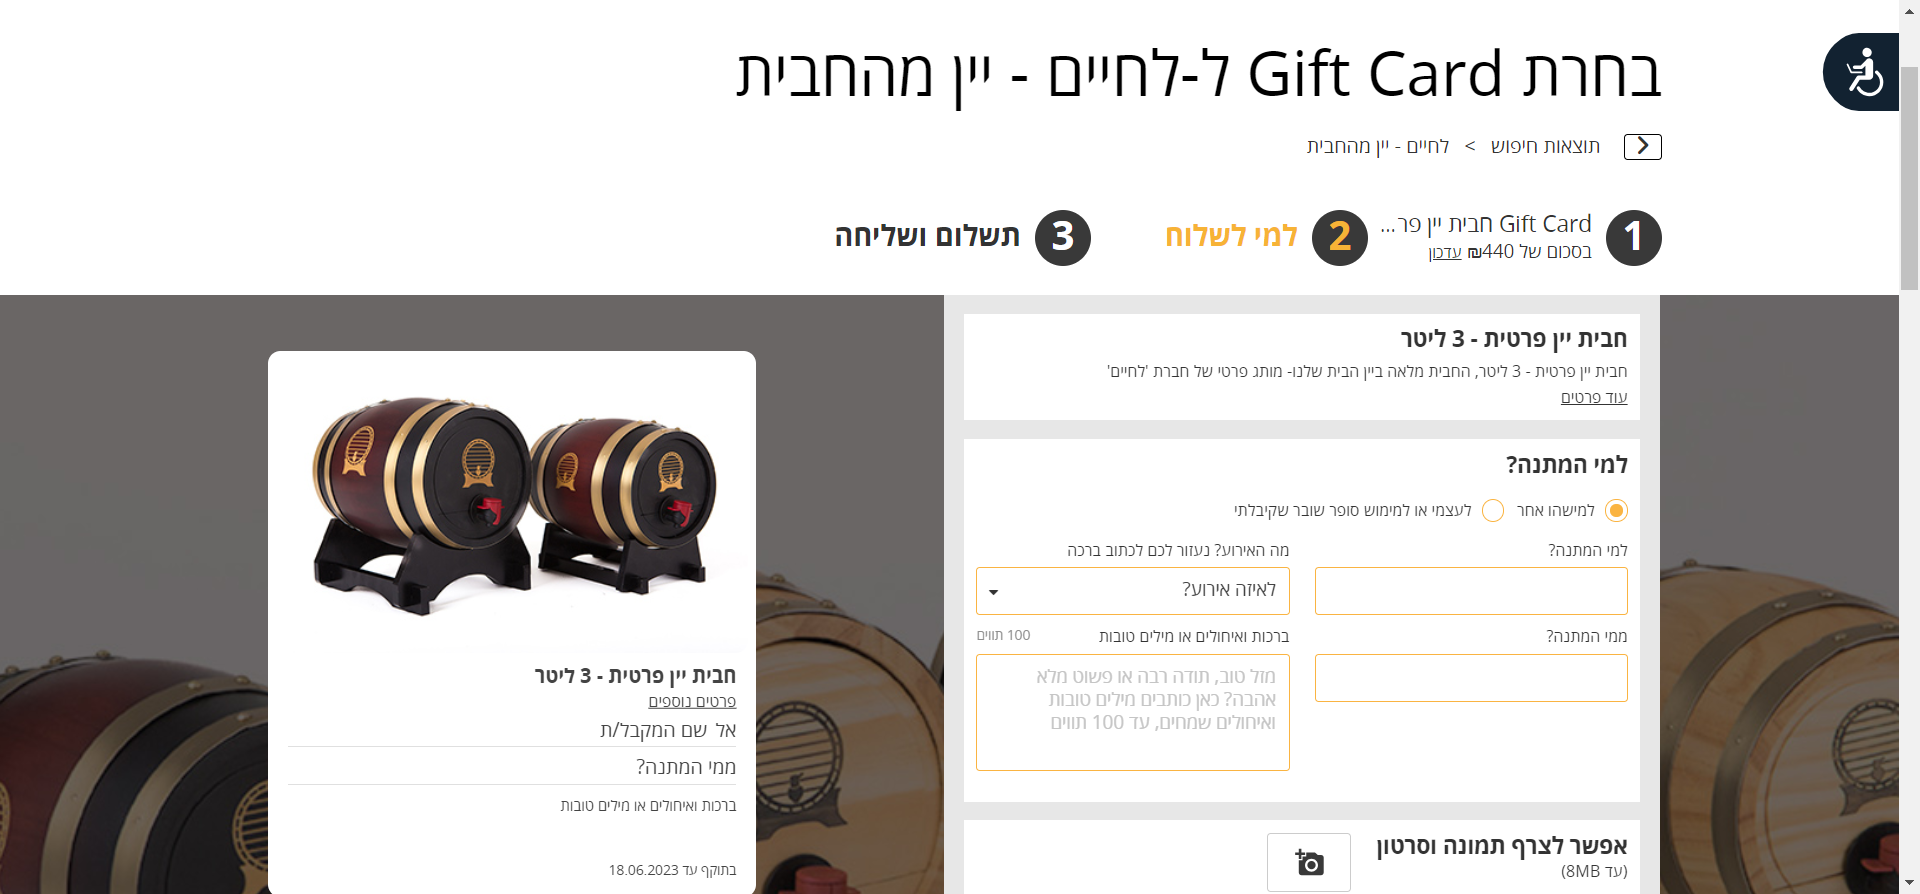 בחרת Gift Card ל-לחיים - יין מהחבית
תוצאות חיפוש > לחיים - יין מהחבית
1
Gift Card חבית יין פר...
בסכום של 440₪ עדכון
2 למי לשלוח
3 תשלום ושליחה
חבית יין פרטית - 3 ליטר
חבית יין פרטית - 3 ליטר, החבית מלאה ביין הבית שלנו- מותג פרטי של חברת 'לחיים'
עוד פרטים
למי המתנה?
למישהו אחר
לעצמי או למימוש סופר שובר שקיבלתי
למי המתנה?
מה האירוע? נעזור לכם לכתוב ברכה
לאיזה אירוע?
ממי המתנה?
ברכות ואיחולים או מילים טובות
100 תווים
מזל טוב, תודה רבה או פשוט מלא
אהבה? כאן כותבים מילים טובות
ואיחולים שמחים, עד 100 תווים
אפשר לצרף תמונה וסרטון
(עד 8MB)
חבית יין פרטית - 3 ליטר
פרטים נוספים
אל שם המקבל/ת
ממי המתנה?
ברכות ואיחולים או מילים טובות
בתוקף עד 18.06.2023